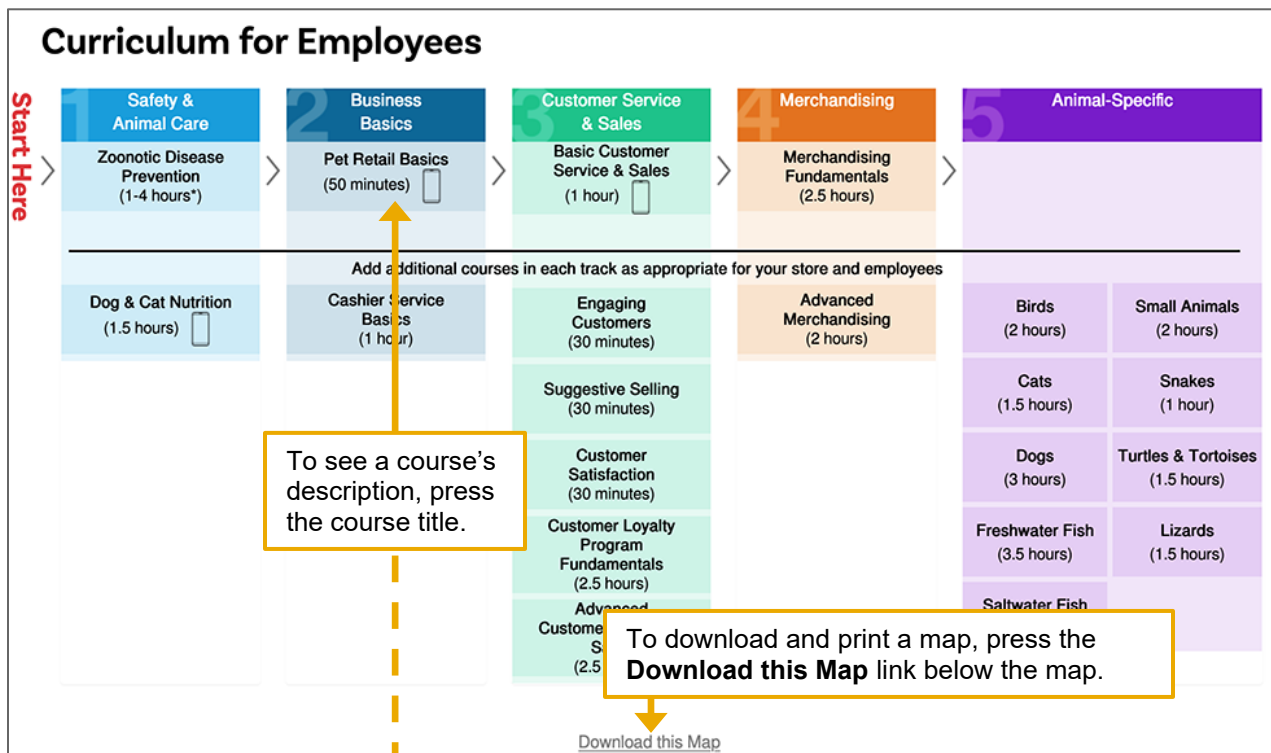 Curriculum for Employees
Start Here
1
Safety &
Animal Care
Zoonotic Disease
Prevention
(1-4 hours*)
2
Business
Basics
Pet Retail Basics
(50 minutes)
3
Customer Service
& Sales
Basic Customer
Service & Sales
(1 hour)
4
Merchandising
Merchandising
Fundamentals
(2.5 hours)
5
Animal-Specific
Add additional courses in each track as appropriate for your store and employees
Dog & Cat Nutrition
(1.5 hours)
Cashier Service
Basics
(1 hour)
Engaging
Customers
(30 minutes)
Suggestive Selling
(30 minutes)
Customer
Satisfaction
(30 minutes)
Customer Loyalty
Program
Fundamentals
(2.5 hours)
Advanced
Custome
S
(2.5
Advanced
Merchandising
(2 hours)
Birds
(2 hours)
Small Animals
(2 hours)
Cats
(1.5 hours)
Snakes
(1 hour)
Dogs
(3 hours)
Turtles & Tortoises
(1.5 hours)
Freshwater Fish
(3.5 hours)
Lizards
(1.5 hours)
Saltwater Fish
To see a course's
description, press
the course title.
To download and print a map, press the
Download this Map link below the map.
Download this Map